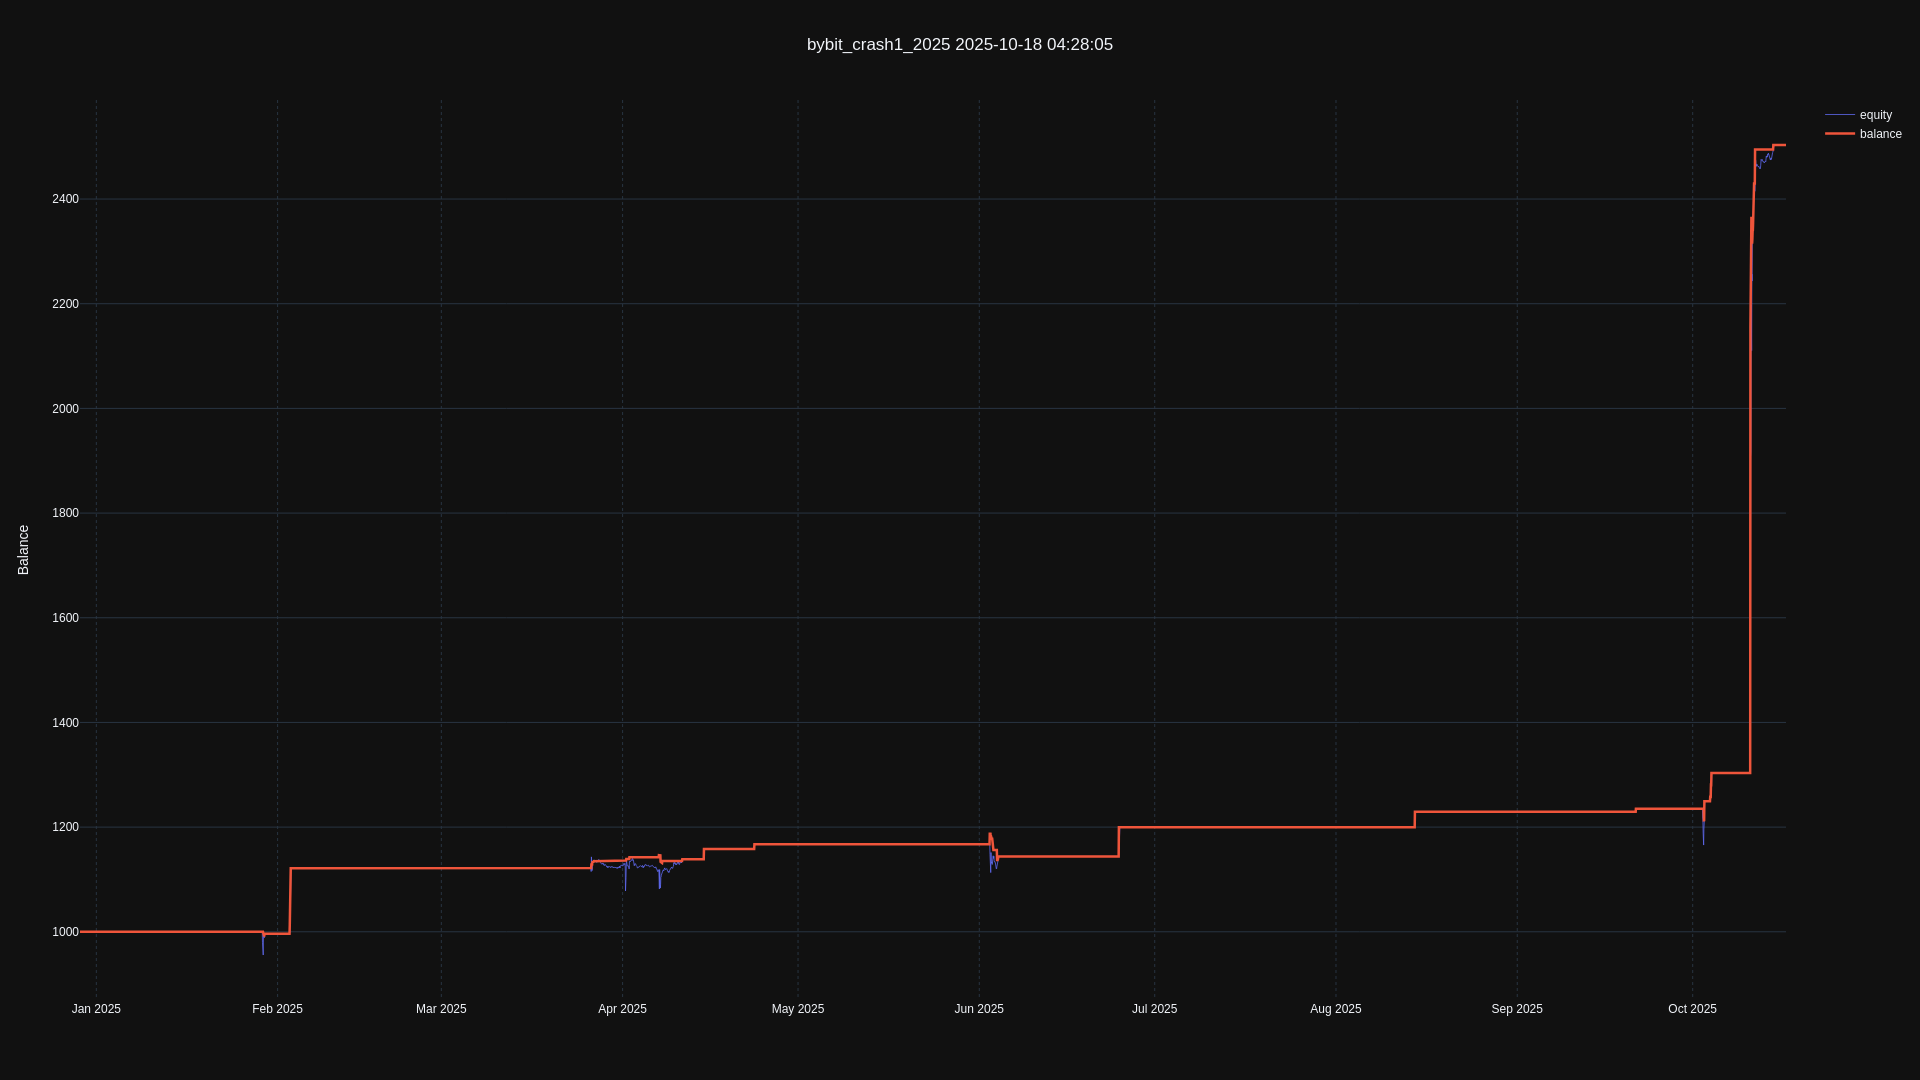 bybit_crash1_2025 2025-10-18 04:28:05
equity
balance
2400
2200
2000
1800
1600
1400
1200
1000
Balance
Jan 2025
Feb 2025
Mar 2025
Apr 2025
May 2025
Jun 2025
Jul 2025
Aug 2025
Sep 2025
Oct 2025